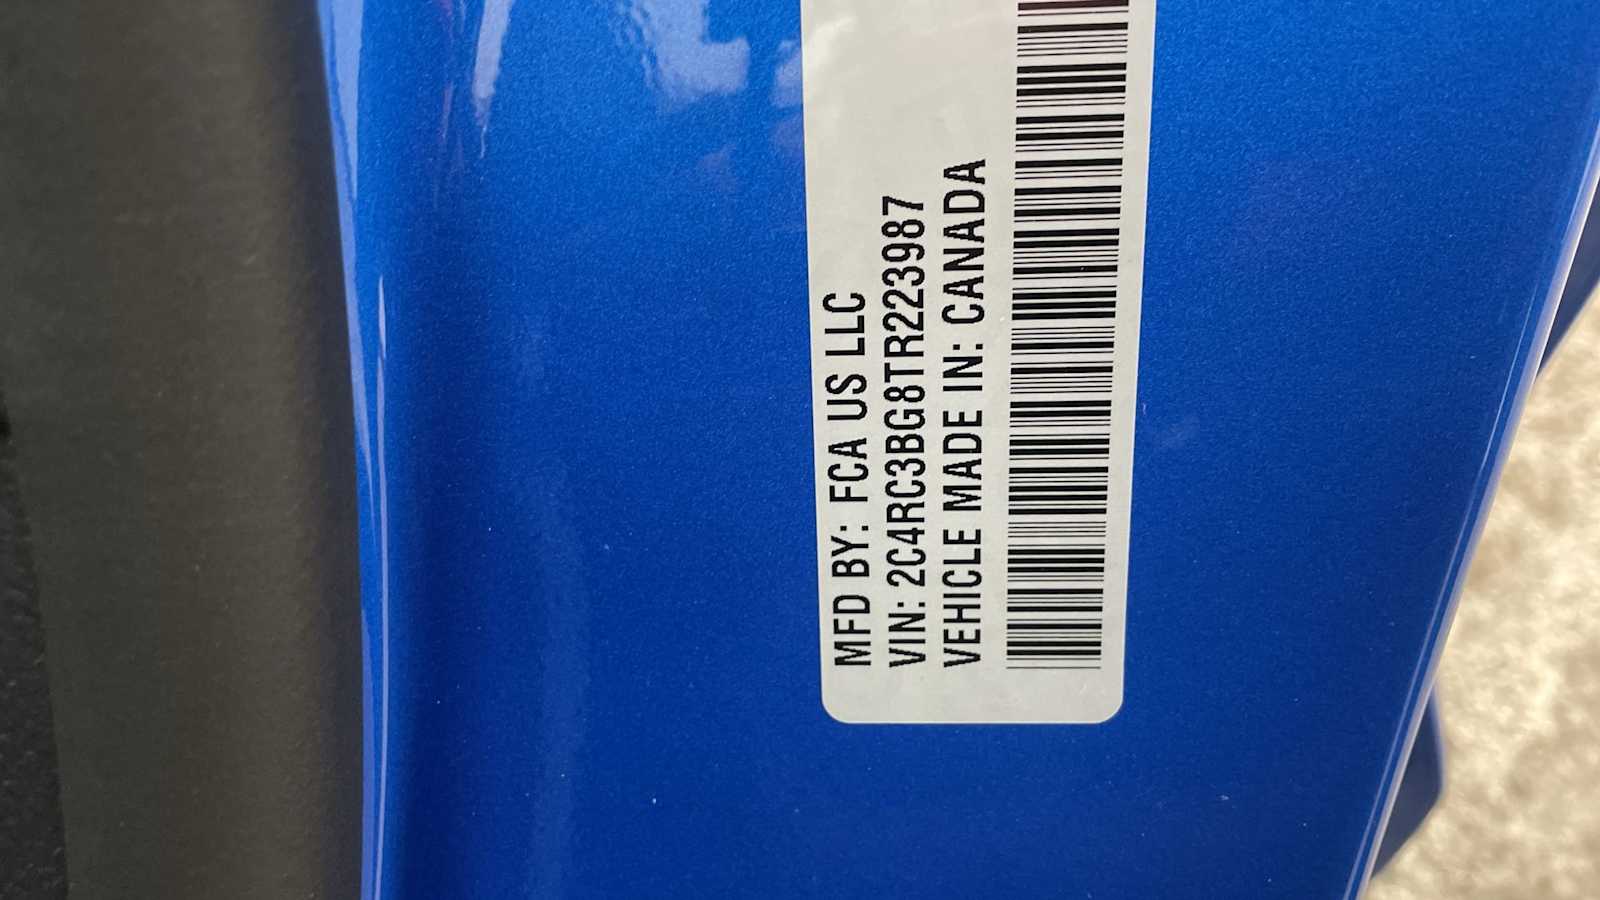 MFD BY: FCA US LLC
VIN: 2C4RC3BG8TR223987
VEHICLE MADE IN: CANADA